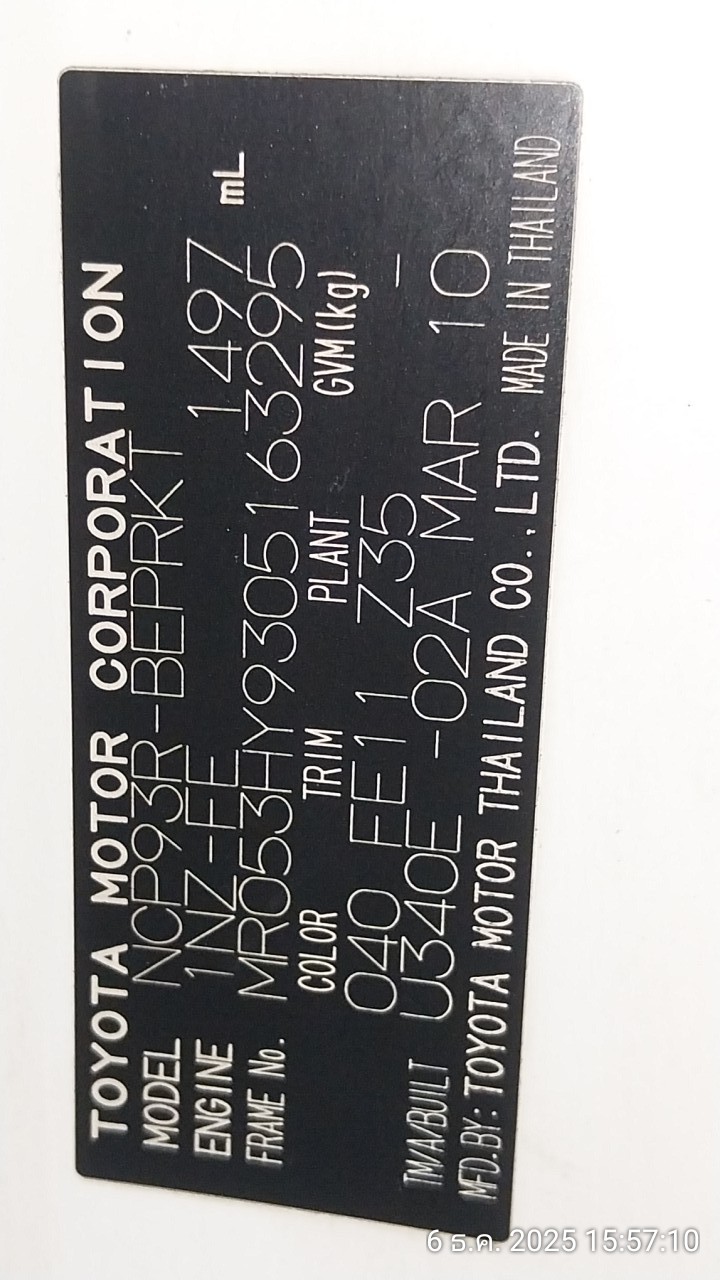 TOYOTA MOTOR CORPORATION
MODEL NCP93R-BEPRKT
ENGINE 1NZ-FE 1497 mL
FRAME No. MR053HY9305163295
COLOR TRIM PLANT GVM(kg)
040 FE11 Z35 -
TM/A/BUILT U340E -02A MAR 10
MFD.BY: TOYOTA MOTOR THAILAND CO.,LTD. MADE IN THAILAND
6 ธ.ค. 2025 15:57:10